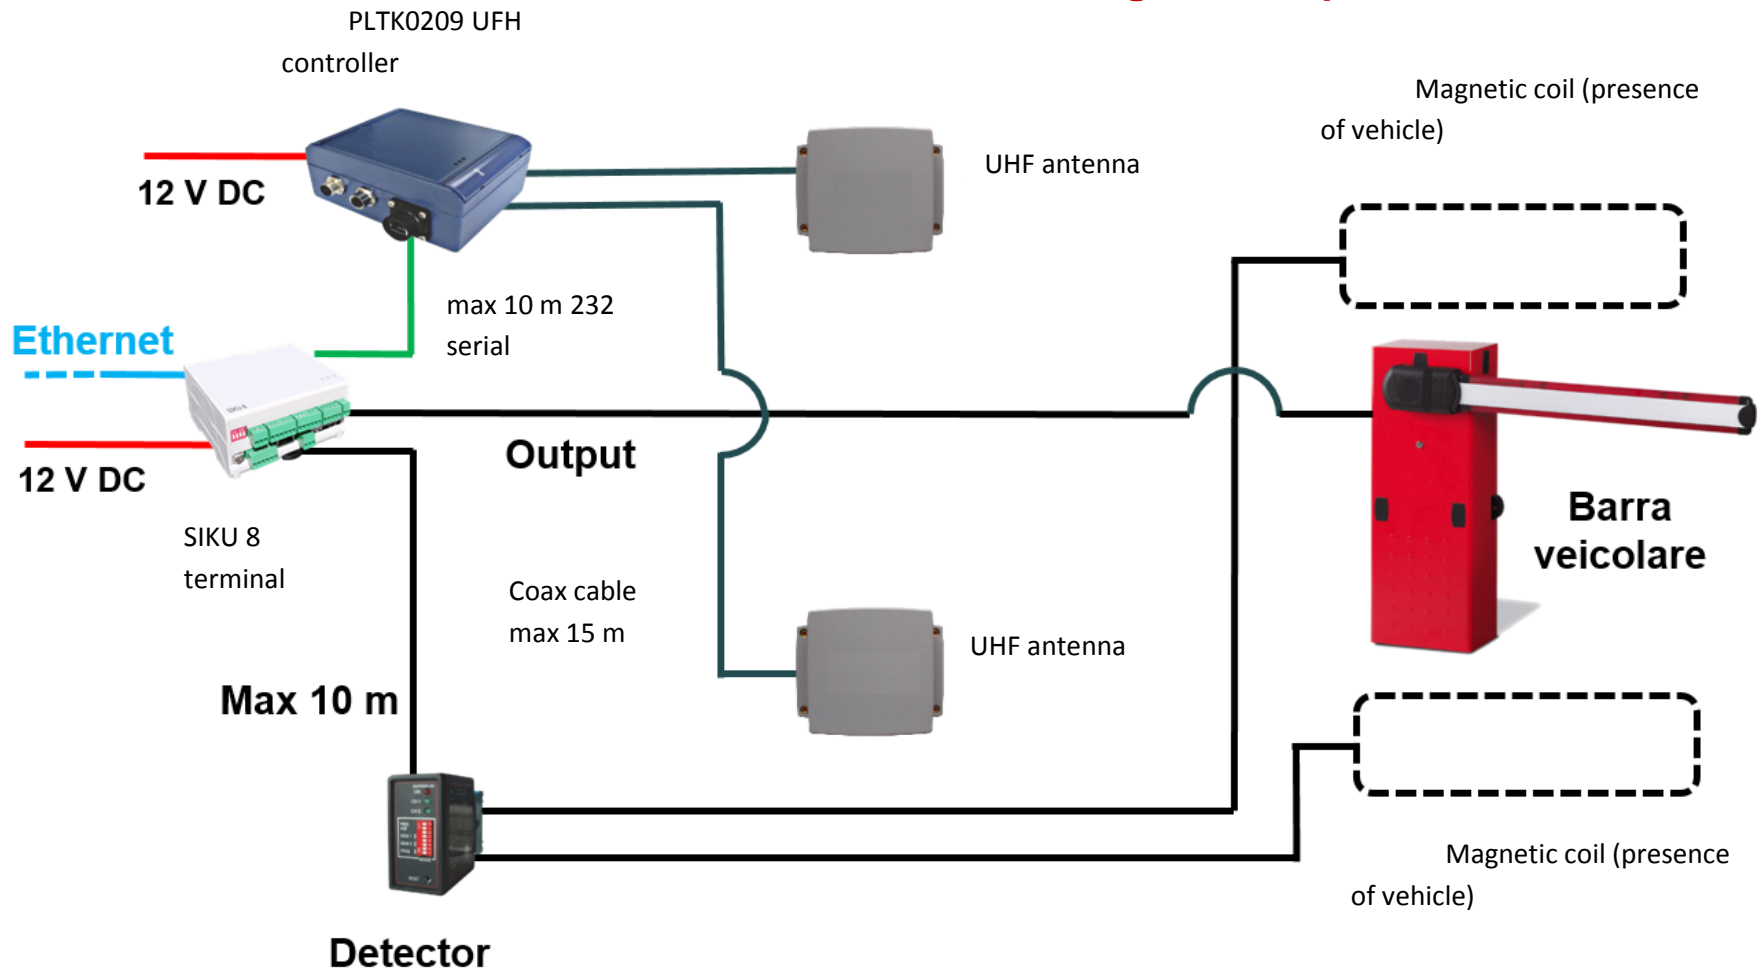 PLTK0209 UFH
controller
Magnetic coil (presence
of vehicle)
12 V DC
UHF antenna
max 10 m 232
serial
Ethernet
12 V DC
Output
SIKU 8
terminal
Barra
veicolare
Coax cable
max 15 m
UHF antenna
Max 10 m
Magnetic coil (presence
of vehicle)
Detector